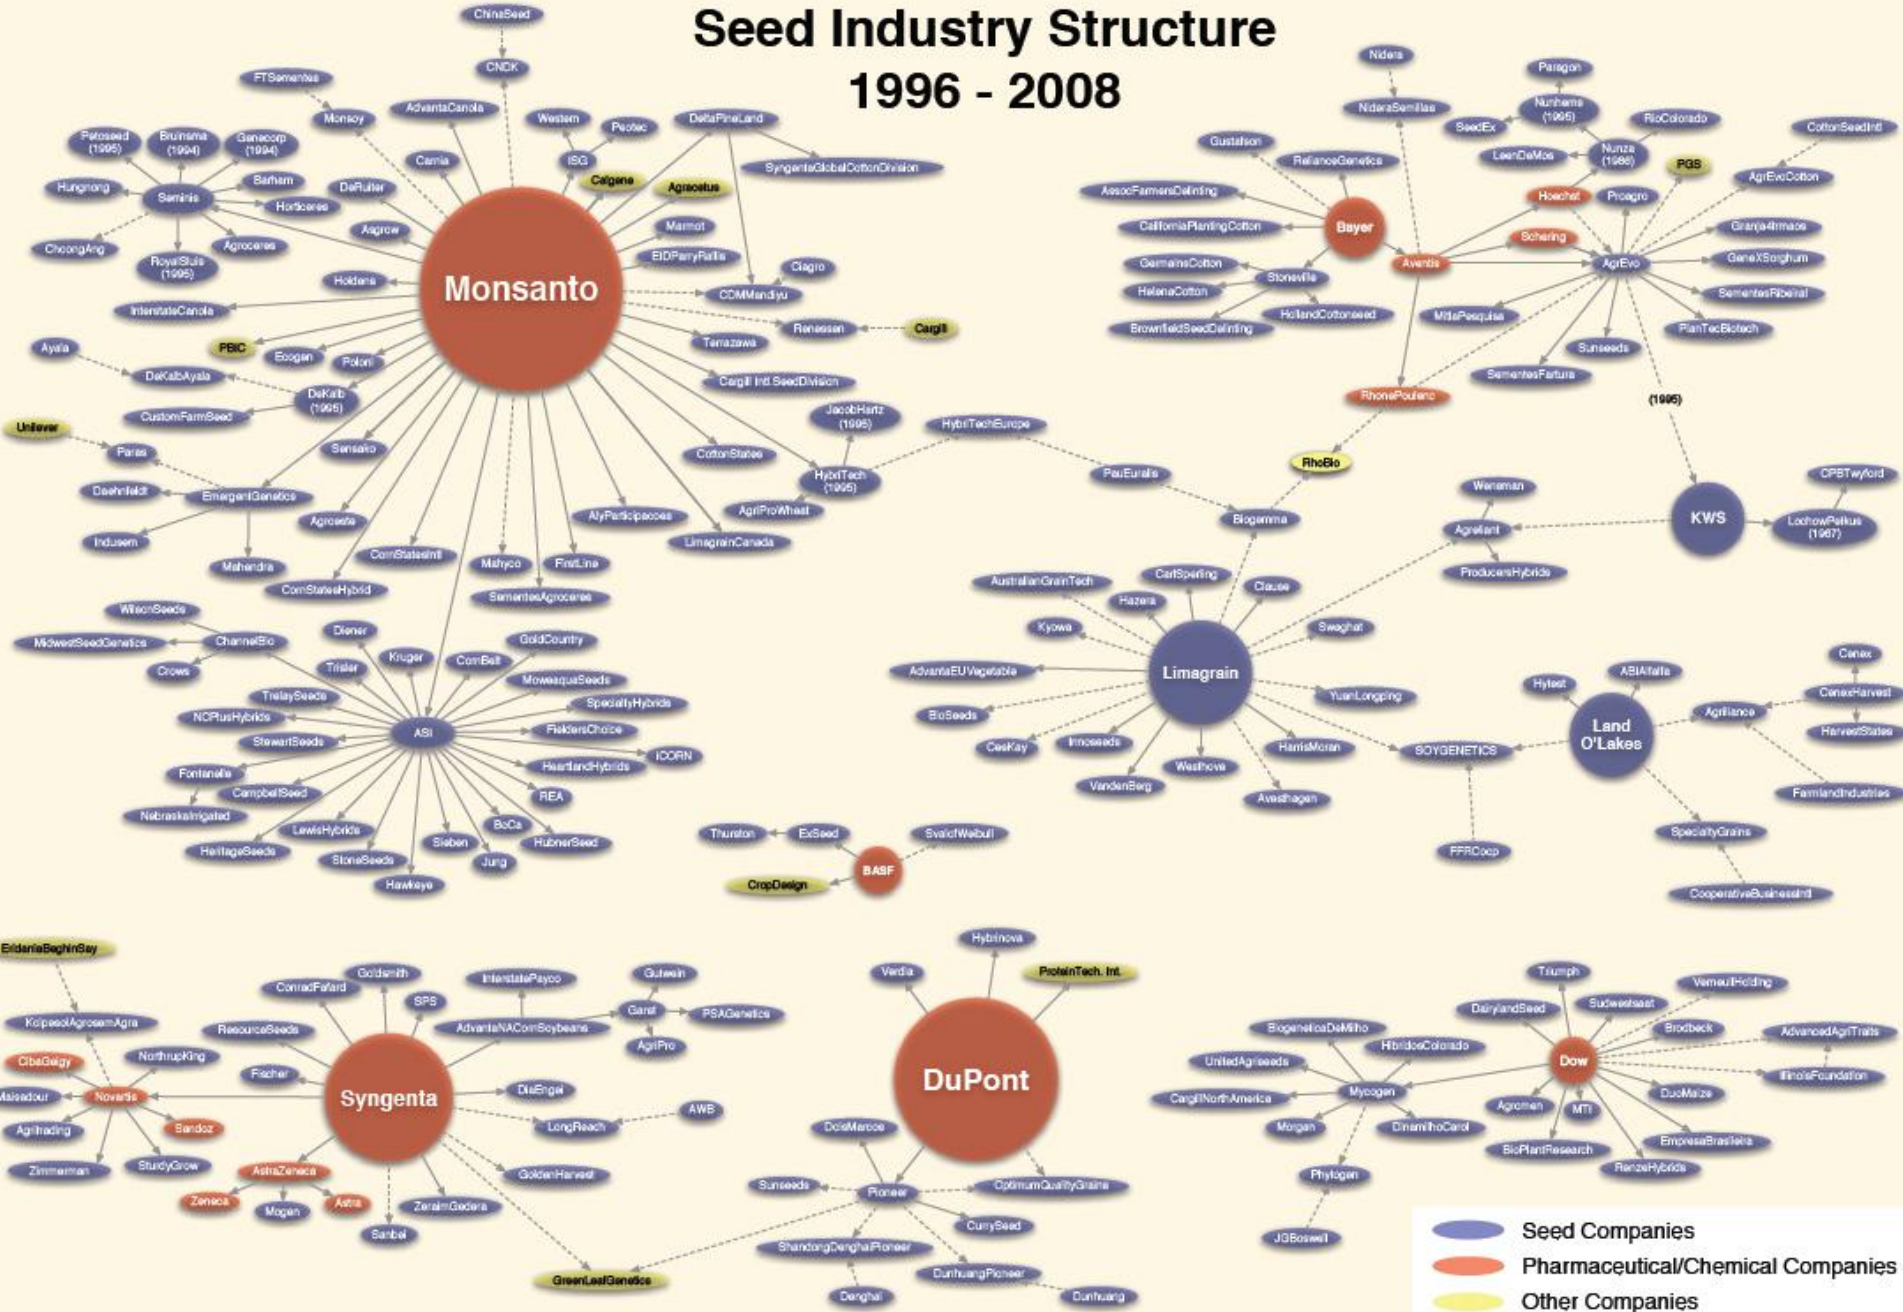 Seed Industry Structure
1996 - 2008
ChinaSeed
CNDK
FTSementes
Monsoy
AdvantaCanola
Western
Peotec
ISG
DeltaPineLand
SyngentaGlobalCottonDivision
Petoseed
(1995)
Bruinsma
(1994)
Genecorp
(1994)
Hungnong
Seminis
Barham
Horticeres
ChoongAng
RoyalSluis
(1995)
Agroceres
DeRuiter
Carnia
Asgrow
Calgene
Agracetus
Marmot
EIDParryRallis
Ciagro
CDMMandiyu
Holdens
Monsanto
InterstateCanola
Renessen
Cargill
Terrazawa
PBIC
Ecogen
Poloni
Ayala
DeKalbAyala
DeKalb
(1995)
CustomFarmSeed
Cargill Intl.SeedDivision
JacobHartz
(1995)
HybriTechEurope
Unilever
Paras
Sensako
CottonStates
HybriTech
(1995)
PauEuralis
Daehnfeldt
EmergentGenetics
Agroeste
AgriProWheat
AlyParticipacoes
Indusem
LimagrainCanada
Mahendra
CornStatesIntl
Mahyco
FirstLine
CornStatesHybrid
SementesAgroceres
WilsonSeeds
MidwestSeedGenetics
ChannelBio
Crows
Diener
Trisler
Kruger
CornBelt
GoldCountry
MoweaquaSeeds
TrelaySeeds
NCPlusHybrids
SpecialtyHybrids
StewartSeeds
ASI
FieldersChoice
ICORN
Fontanelle
HeartlandHybrids
CampbellSeed
REA
NebraskaIrrigated
LewisHybrids
BoCa
HubnerSeed
HeritageSeeds
StoneSeeds
Sieben
Jung
Hawkeye
Nidera
NideraSemillas
Paragon
Nunhems
(1995)
SeedEx
RioColorado
CottonSeedIntl
Gustafson
RelianceGenetics
LeenDeMos
Nunza
(1986)
PGS
AgrEvoCotton
AssocFarmersDelinting
Hoechst
Proagro
CaliforniaPlantingCotton
Bayer
Schering
Granja4Irmaos
GermainsCotton
Stoneville
Aventis
AgrEvo
GeneXSorghum
HelenaCotton
SementesRibeiral
HollandCottonseed
MitlaPesquisa
BrownfieldSeedDelinting
PlanTecBiotech
Sunseeds
SementesFartura
RhonePoulenc
(1995)
RhoBio
Biogemma
Wensman
Agreliant
ProducersHybrids
KWS
CPBTwyford
LochowPetkus
(1967)
AustralianGrainTech
CarlSperling
Hazera
Clause
Kyowa
Swaghat
AdvantaEUVegetable
Limagrain
YuanLongping
BioSeeds
CeeKay
Innoseeds
HarrisMoran
Westhove
VandenBerg
Avesthagen
SOYGENETICS
FFRCoop
Hytest
ABIAlfalfa
Land
O'Lakes
Agriliance
Cenex
CenexHarvest
HarvestStates
FarmlandIndustries
SpecialtyGrains
CooperativeBusinessIntl
Thurston
ExSeed
SvalofWeibull
BASF
CropDesign
EridaniaBeghinSay
KoipesolAgrosemAgra
CibaGeigy
NorthrupKing
Maisadour
Novartis
Agritrading
Sandoz
Zimmerman
SturdyGrow
ConradFafard
Goldsmith
SPS
ResourceSeeds
Fischer
Syngenta
InterstatePayco
AdvantaNACornSoybeans
Gutwein
Garst
PSAGenetics
AgriPro
DiaEngei
LongReach
AWB
GoldenHarvest
AstraZeneca
Zeneca
Mogen
Astra
ZeraimGedera
Sanbei
GreenLeafGenetics
Hybrinova
Verdia
ProteinTech. Int.
DuPont
DoisMarcos
Sunseeds
Pioneer
OptimumQualityGrains
CurrySeed
ShandongDenghaiPioneer
DunhuangPioneer
Denghai
Dunhuang
Triumph
VerneuilHolding
DairylandSeed
Sudwestsaat
BiogeneticaDeMilho
Brodbeck
AdvancedAgriTraits
HibridosColorado
UnitedAgriseeds
Dow
IllinoisFoundation
CargillNorthAmerica
Mycogen
DuoMaize
Agromen
MTI
Morgan
DinamilhoCarol
BioPlantResearch
EmpresaBrasileira
RenzeHybrids
Phytogen
JGBoswell
Seed Companies
Pharmaceutical/Chemical Companies
Other Companies